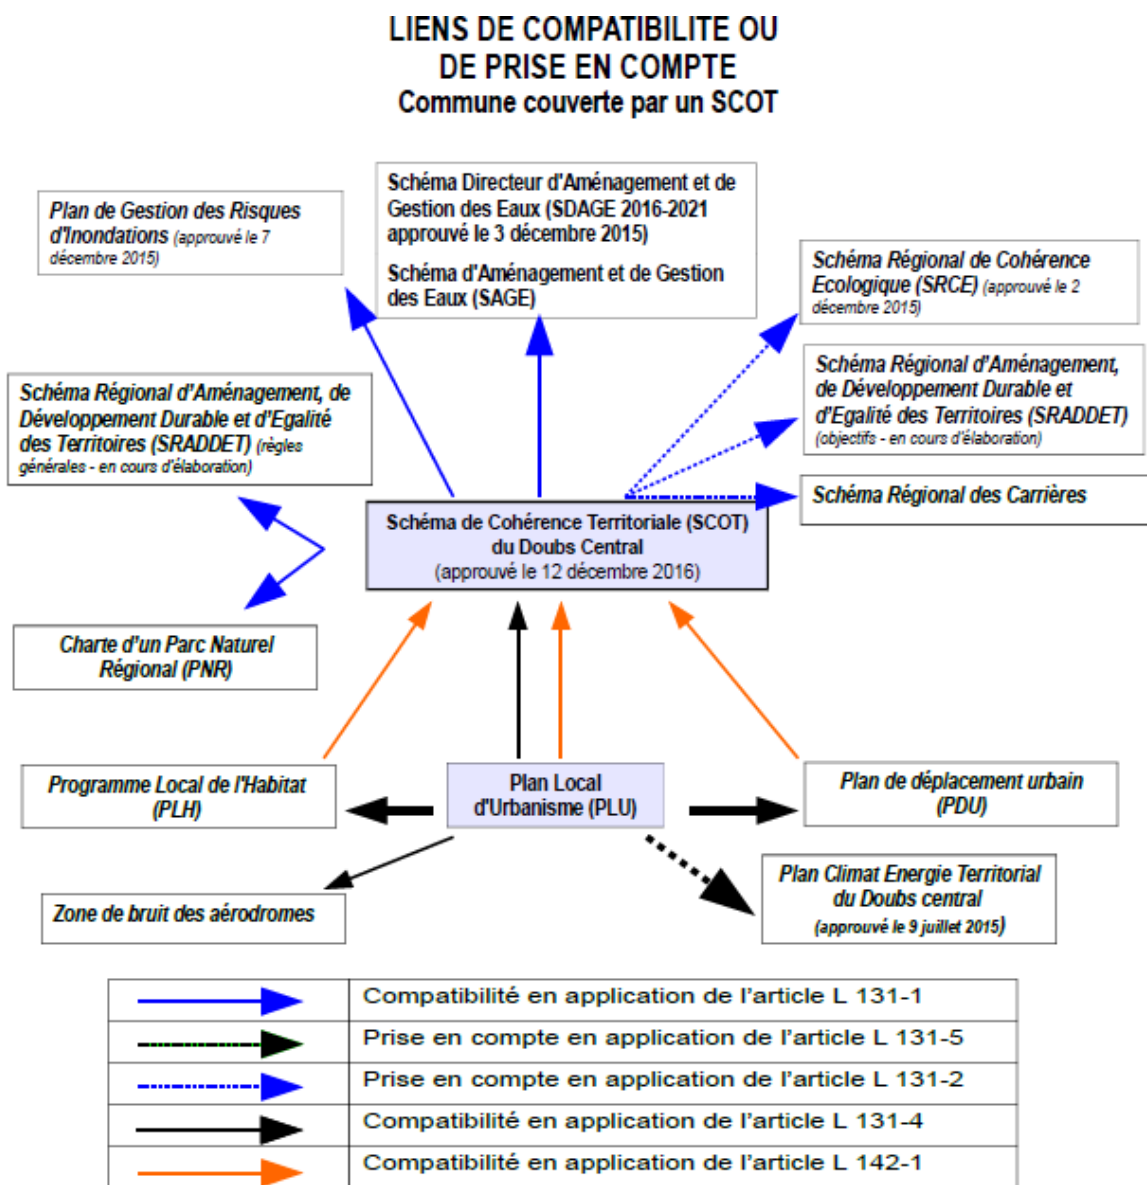 LIENS DE COMPATIBILITE OU
DE PRISE EN COMPTE
Commune couverte par un SCOT
Plan de Gestion des Risques
d'Inondations (approuvé le 7
décembre 2015)
Schéma Directeur d'Aménagement et de
Gestion des Eaux (SDAGE 2016-2021
approuvé le 3 décembre 2015)
Schéma d'Aménagement et de Gestion
des Eaux (SAGE)
Schéma Régional de Cohérence
Ecologique (SRCE) (approuvé le 2
décembre 2015)
Schéma Régional d'Aménagement, de
Développement Durable et d'Egalité
des Territoires (SRADDET) (règles
générales - en cours d'élaboration)
Schéma Régional d'Aménagement,
de Développement Durable et
d'Egalité des Territoires (SRADDET)
(objectifs - en cours d'élaboration)
Schéma Régional des Carrières
Schéma de Cohérence Territoriale (SCOT)
du Doubs Central
(approuvé le 12 décembre 2016)
Charte d'un Parc Naturel
Régional (PNR)
Programme Local de l'Habitat
(PLH)
Plan Local
d'Urbanisme (PLU)
Plan de déplacement urbain
(PDU)
Zone de bruit des aérodromes
Plan Climat Energie Territorial
du Doubs central
(approuvé le 9 juillet 2015)
Compatibilité en application de l'article L 131-1
Prise en compte en application de l'article L 131-5
Prise en compte en application de l'article L 131-2
Compatibilité en application de l'article L 131-4
Compatibilité en application de l'article L 142-1